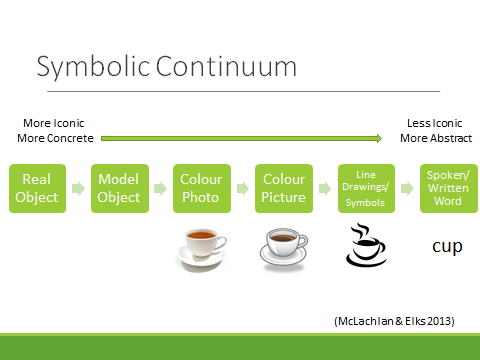 Symbolic Continuum
More Iconic
More Concrete
Less Iconic
More Abstract
Real
Object
Model
Object
Colour
Photo
Colour
Picture
Line
Drawings/
Symbols
Spoken/
Written
Word
cup
(McLachlan & Elks 2013)